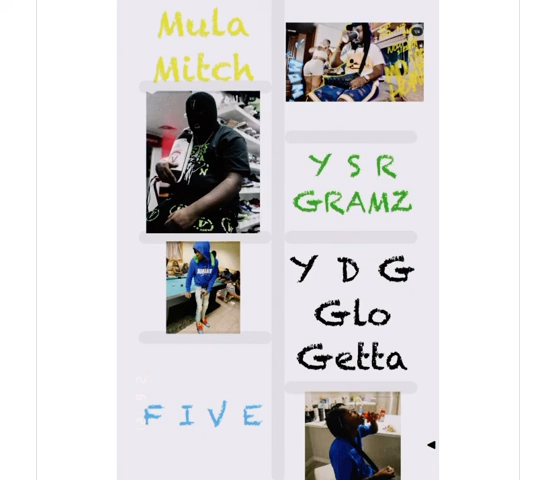 Mula
Mitch
Y S R
GRAMZ
Y D G
Glo
Getta
F I V E